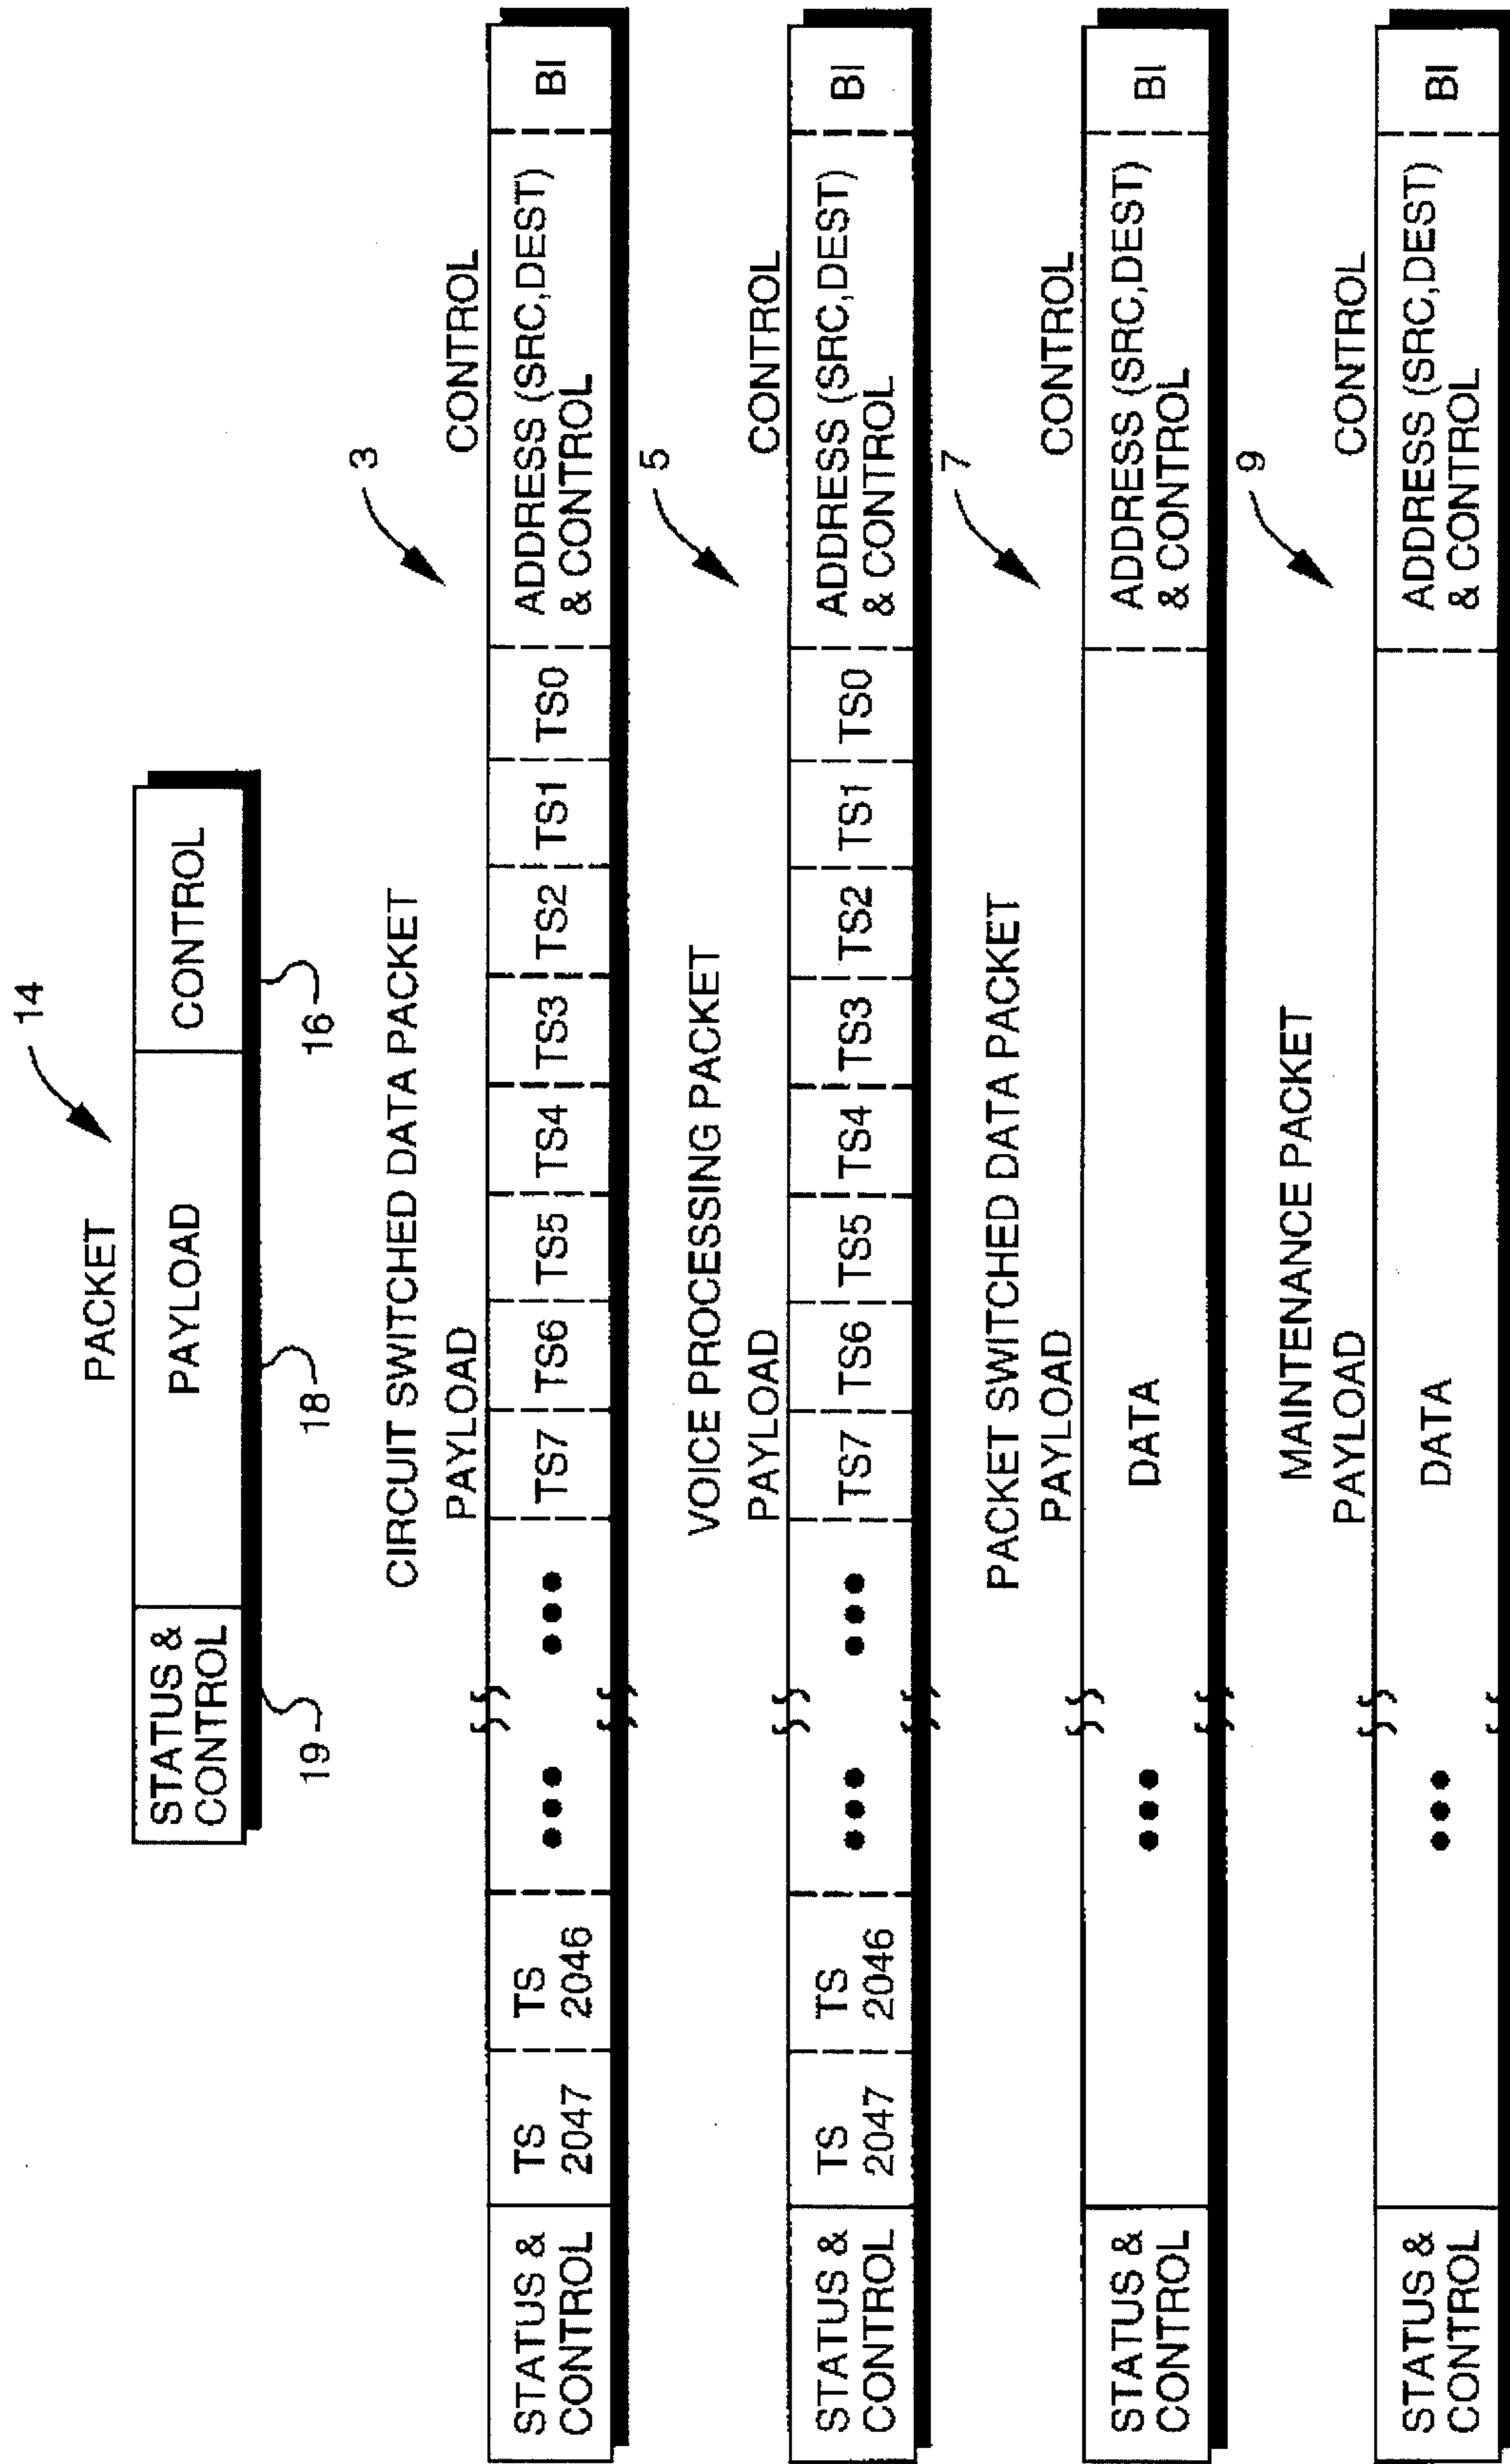 14
PACKET
STATUS &
CONTROL
PAYLOAD
CONTROL
19
18
16
CIRCUIT SWITCHED DATA PACKET
3
PAYLOAD
CONTROL
STATUS &
CONTROL
TS
2047
TS
2046
•••
•••
TS7
TS6
TS5
TS4
TS3
TS2
TS1
TS0
ADDRESS (SRC,DEST)
& CONTROL
BI
VOICE PROCESSING PACKET
5
PAYLOAD
CONTROL
STATUS &
CONTROL
TS
2047
TS
2046
•••
•••
TS7
TS6
TS5
TS4
TS3
TS2
TS1
TS0
ADDRESS (SRC,DEST)
& CONTROL
BI
PACKET SWITCHED DATA PACKET
7
PAYLOAD
CONTROL
STATUS &
CONTROL
•••
DATA
ADDRESS (SRC,DEST)
& CONTROL
BI
MAINTENANCE PACKET
9
PAYLOAD
CONTROL
STATUS &
CONTROL
•••
DATA
ADDRESS (SRC,DEST)
& CONTROL
BI